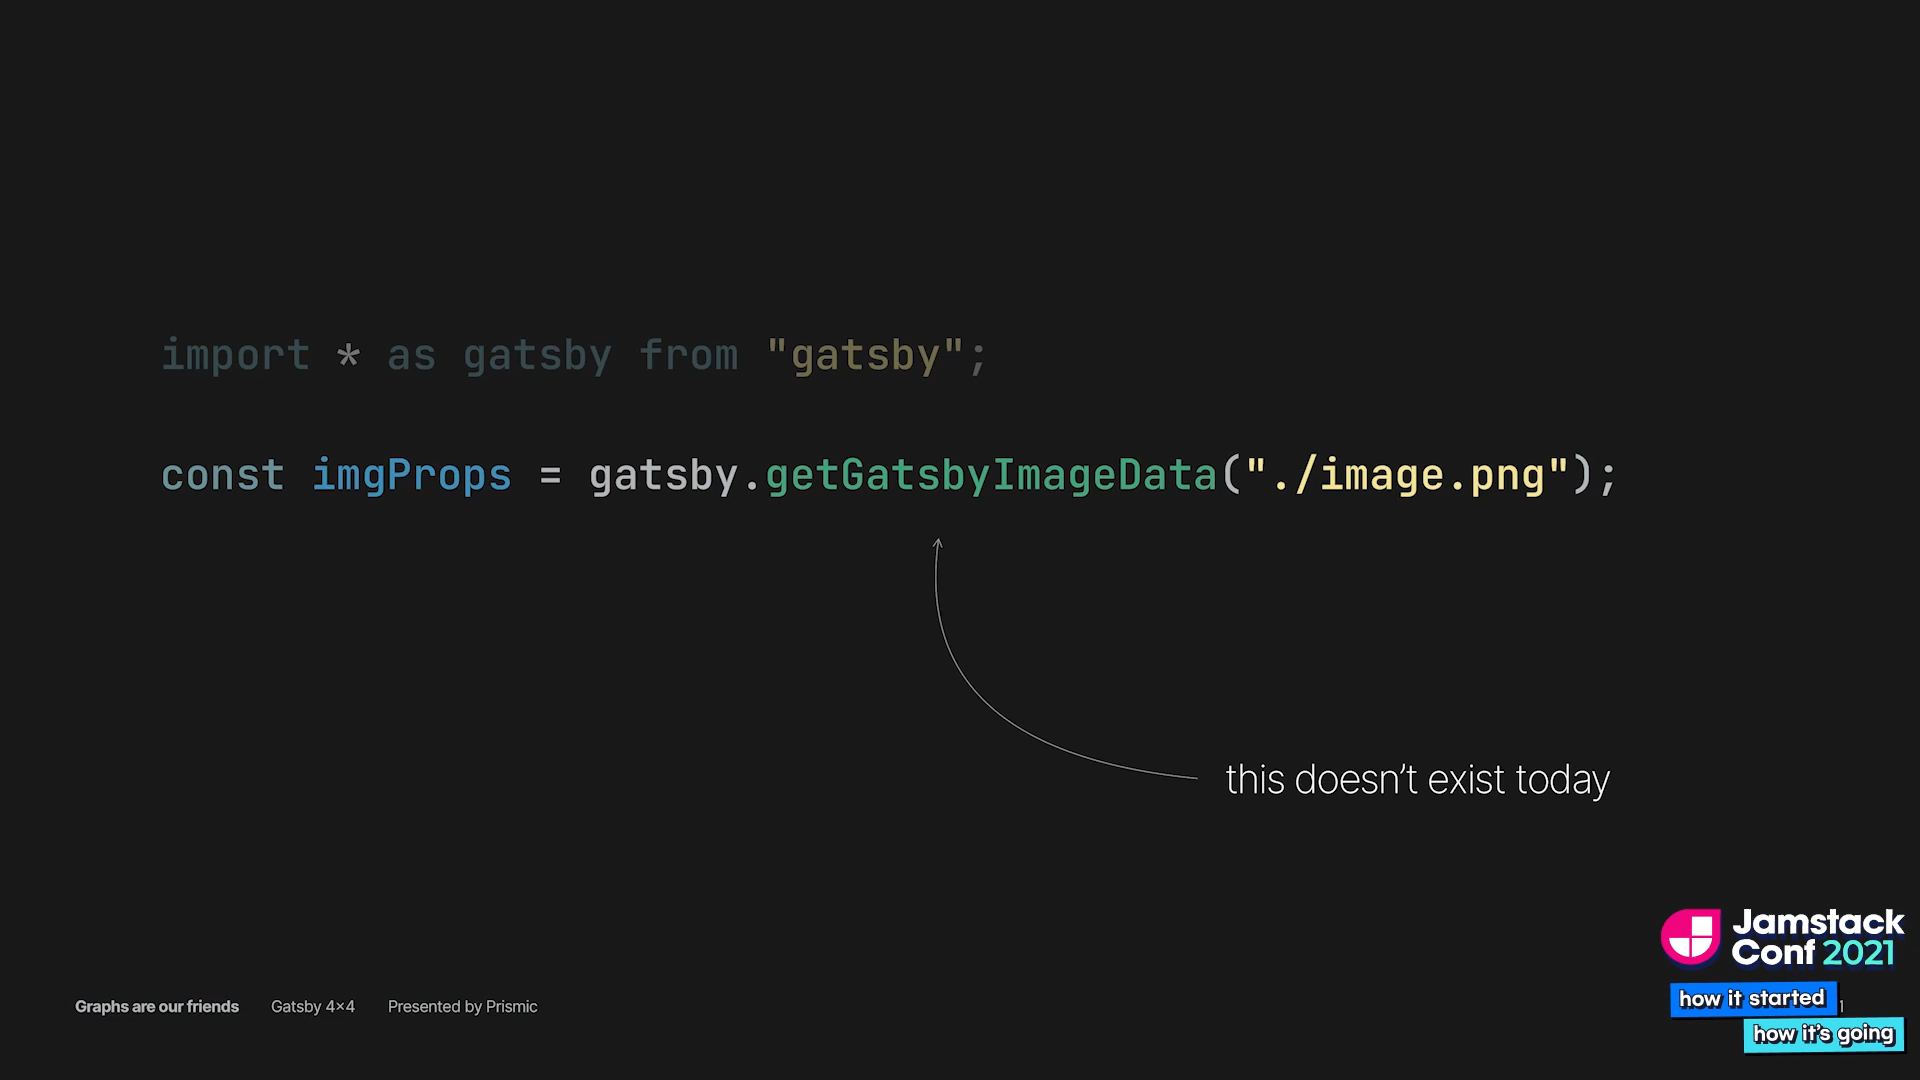 import * as gatsby from "gatsby";
const imgProps = gatsby.getGatsbyImageData("./image.png");
this doesn’t exist today
Graphs are our friends Gatsby 4×4 Presented by Prismic
Jamstack
Conf 2021
how it started
how it's going